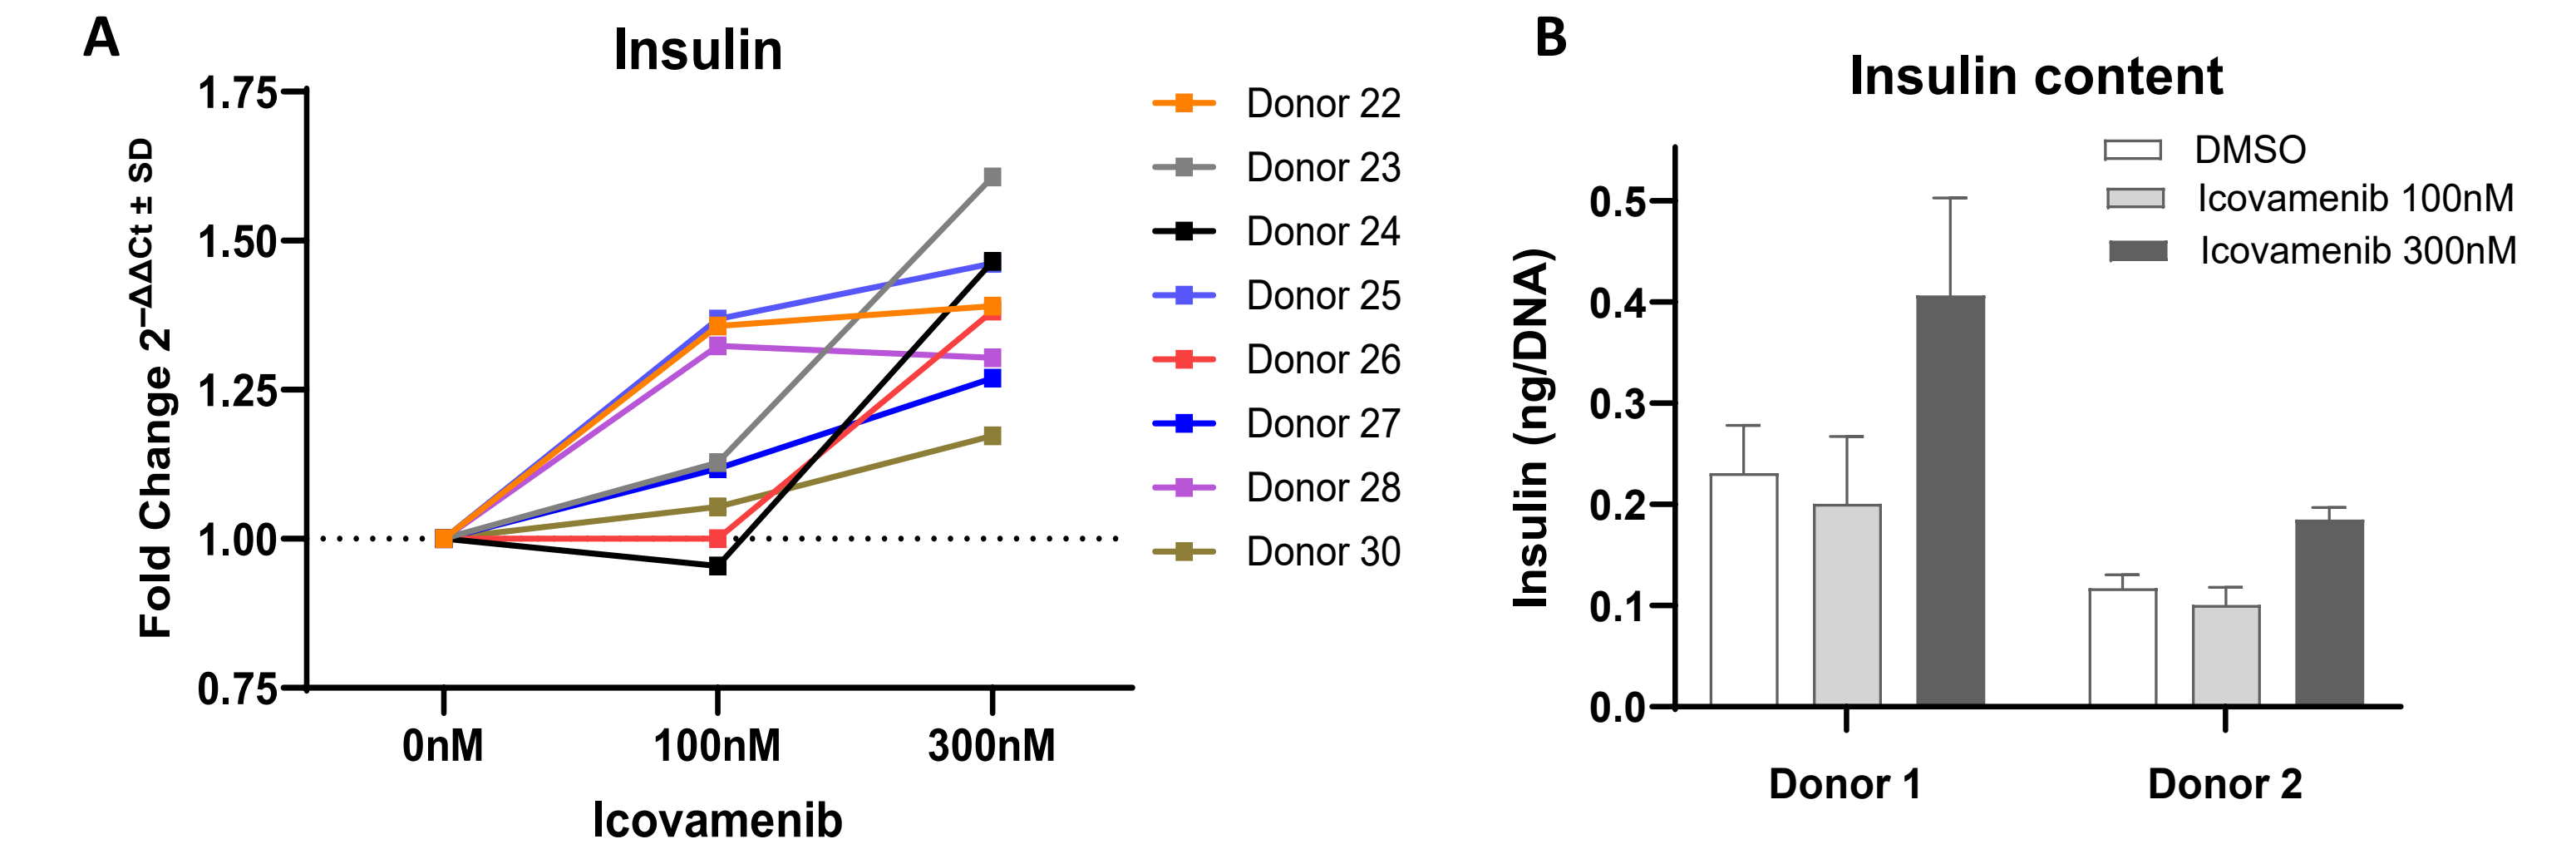 A
Insulin
Fold Change 2−ΔΔCt ± SD
1.75
1.50
1.25
1.00
0.75
0nM
100nM
300nM
Icovamenib
Donor 22
Donor 23
Donor 24
Donor 25
Donor 26
Donor 27
Donor 28
Donor 30
B
Insulin content
DMSO
Icovamenib 100nM
Icovamenib 300nM
Insulin (ng/DNA)
0.5
0.4
0.3
0.2
0.1
0.0
Donor 1
Donor 2